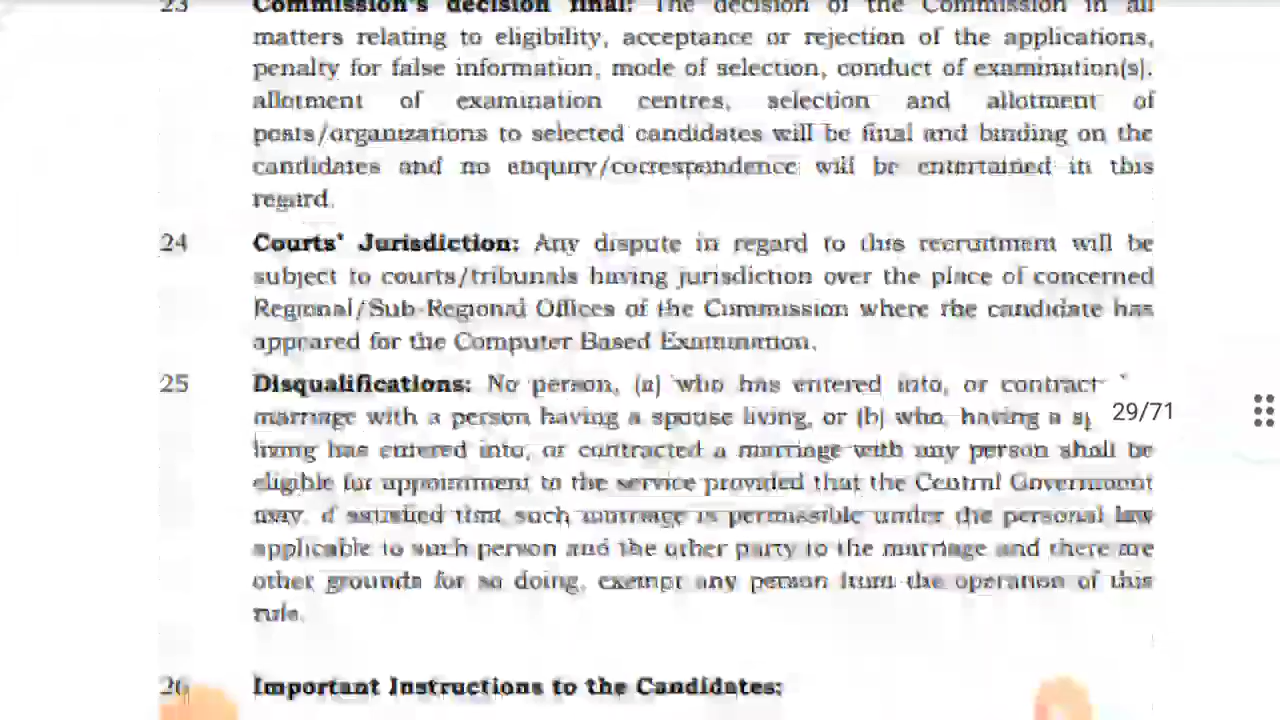 23 Commission's decision final: The decision of the Commission in all
matters relating to eligibility, acceptance or rejection of the applications,
penalty for false information, mode of selection, conduct of examination(s),
allotment of examination centres, selection and allotment of
posts/organizations to selected candidates will be final and binding on the
candidates and no enquiry/correspondence will be entertained in this
regard.
24 Courts' Jurisdiction: Any dispute in regard to this recruitment will be
subject to courts/tribunals having jurisdiction over the place of concerned
Regional/Sub-Regional Offices of the Commission where the candidate has
appeared for the Computer Based Examination.
25 Disqualifications: No person, (a) who has entered into, or contract
marriage with a person having a spouse living, or (b) who, having a sp
29/71
living has entered into, or contracted a marriage with any person shall be
eligible for appointment to the service provided that the Central Government
may, if satisfied that such marriage is permissible under the personal law
applicable to such person and the other party to the marriage and there are
other grounds for so doing, exempt any person from the operation of this
rule.
26 Important Instructions to the Candidates: